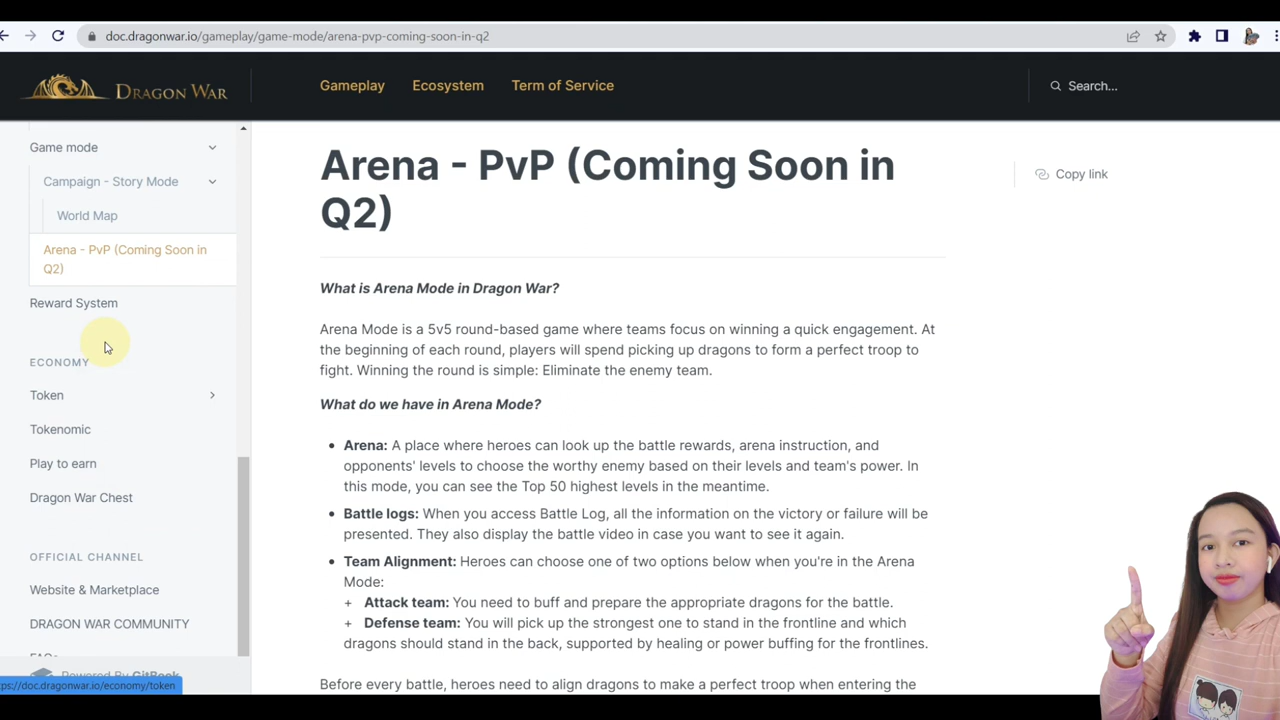 doc.dragonwar.io/gameplay/game-mode/arena-pvp-coming-soon-in-q2
DRAGON WAR
Gameplay
Ecosystem
Term of Service
Search...
Game mode
Campaign - Story Mode
World Map
Arena - PvP (Coming Soon in
Q2)
Reward System
ECONOMY
Token
Tokenomic
Play to earn
Dragon War Chest
OFFICIAL CHANNEL
Website & Marketplace
DRAGON WAR COMMUNITY
FAQs
Powered By GitBook
ps://doc.dragonwar.io/economy/token
Arena - PvP (Coming Soon in
Q2)
Copy link
What is Arena Mode in Dragon War?
Arena Mode is a 5v5 round-based game where teams focus on winning a quick engagement. At
the beginning of each round, players will spend picking up dragons to form a perfect troop to
fight. Winning the round is simple: Eliminate the enemy team.
What do we have in Arena Mode?
• Arena: A place where heroes can look up the battle rewards, arena instruction, and
opponents' levels to choose the worthy enemy based on their levels and team's power. In
this mode, you can see the Top 50 highest levels in the meantime.
• Battle logs: When you access Battle Log, all the information on the victory or failure will be
presented. They also display the battle video in case you want to see it again.
• Team Alignment: Heroes can choose one of two options below when you're in the Arena
Mode:
+ Attack team: You need to buff and prepare the appropriate dragons for the battle.
+ Defense team: You will pick up the strongest one to stand in the frontline and which
dragons should stand in the back, supported by healing or power buffing for the frontlines.
Before every battle, heroes need to align dragons to make a perfect troop when entering the